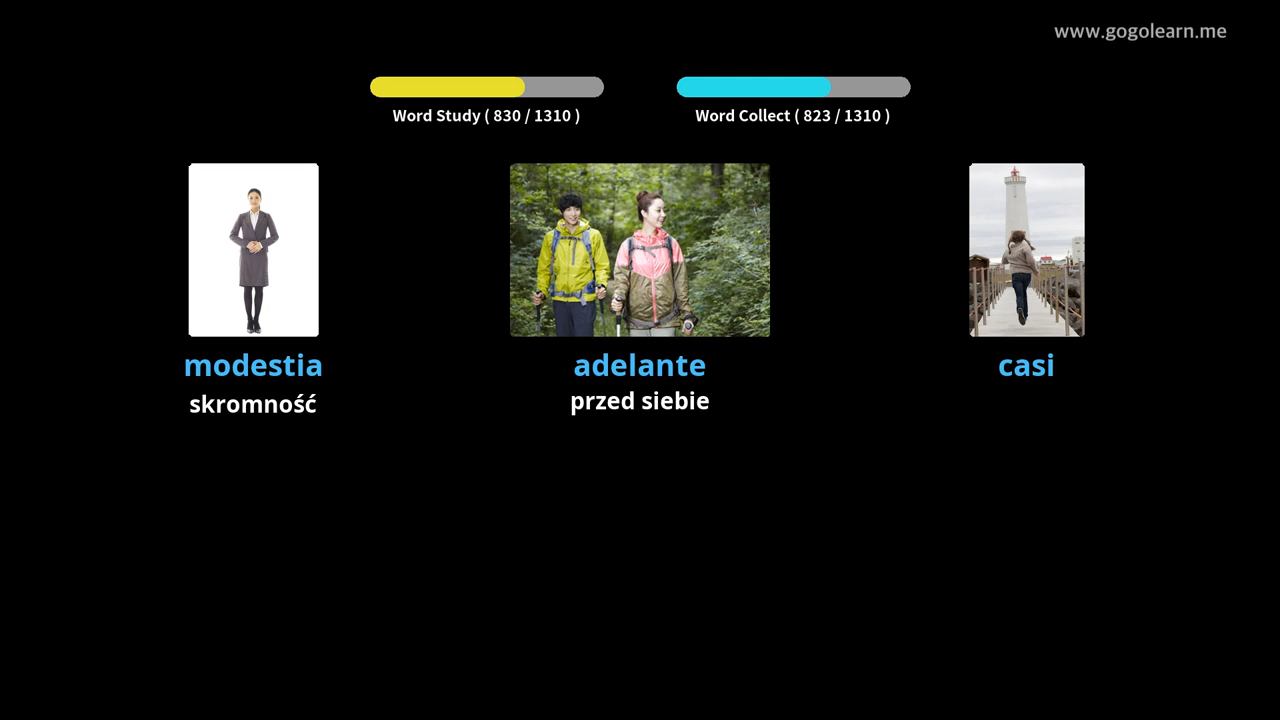 www.gogolearn.me
Word Study ( 830 / 1310 )
Word Collect ( 823 / 1310 )
modestia
adelante
casi
skromność
przed siebie